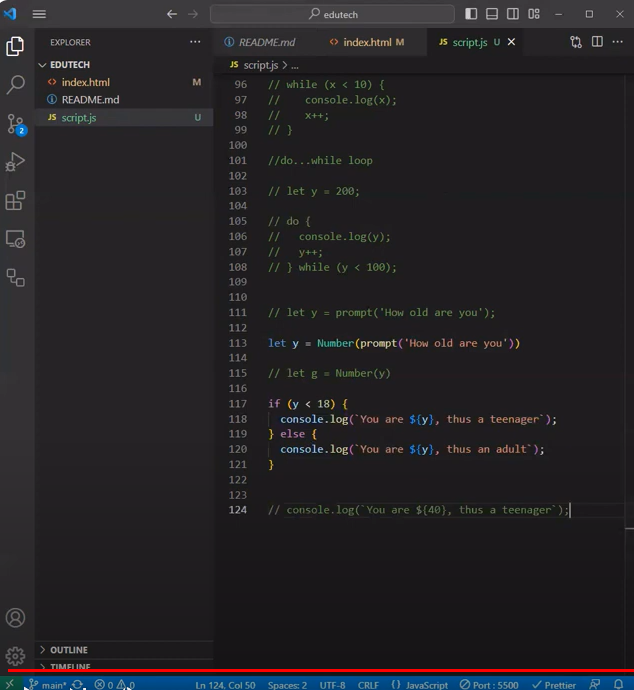 edutech
EXPLORER
EDUTECH
index.html M
README.md
script.js U
README.md
index.html M
JS script.js U
JS script.js > ...
96 // while (x < 10) {
97 //    console.log(x);
98 //    x++;
99 // }
100
101 //do...while loop
102
103 // let y = 200;
104
105 // do {
106 //   console.log(y);
107 //   y++;
108 // } while (y < 100);
109
110
111 // let y = prompt('How old are you');
112
113 let y = Number(prompt('How old are you'))
114
115 // let g = Number(y)
116
117 if (y < 18) {
118   console.log(`You are ${y}, thus a teenager`);
119 } else {
120   console.log(`You are ${y}, thus an adult`);
121 }
122
123
124 // console.log(`You are ${40}, thus a teenager`);
2
OUTLINE
TIMELINE
main* 0 0 Ln 124, Col 50 Spaces: 2 UTF-8 CRLF {} JavaScript Port : 5500 Prettier